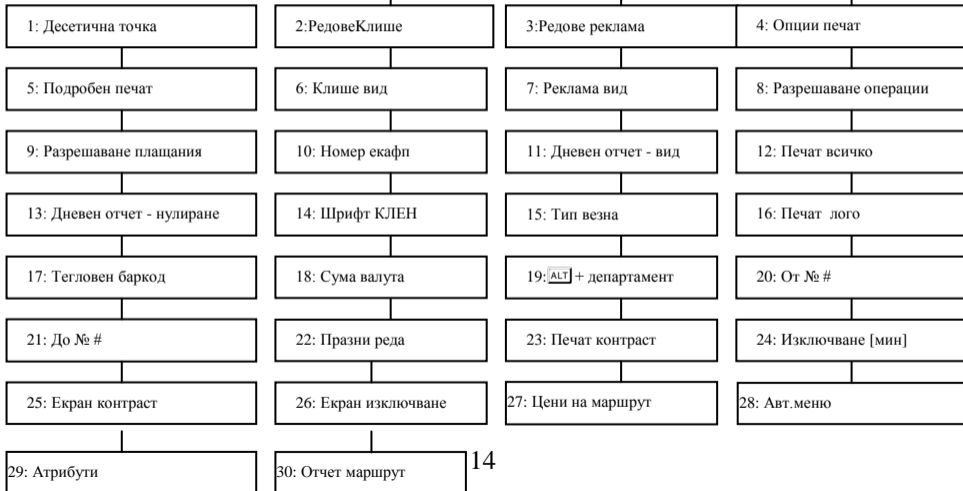 1: Десетична точка
2:РедовеКлише
3:Редове реклама
4: Опции печат
5: Подробен печат
6: Клише вид
7: Реклама вид
8: Разрешаване операции
9: Разрешаване плащания
10: Номер екафп
11: Дневен отчет - вид
12: Печат всичко
13: Дневен отчет - нулиране
14: Шрифт КЛЕН
15: Тип везна
16: Печат лого
17: Тегловен баркод
18: Сума валута
19: ALT + департамент
20: От № #
21: До № #
22: Празни реда
23: Печат контраст
24: Изключване [мин]
25: Екран контраст
26: Екран изключване
27: Цени на маршрут
28: Авт.меню
29: Атрибути
30: Отчет маршрут
14